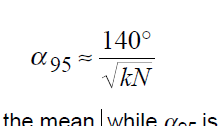 α95 ≈ 140° / √kN
the mean while α95 is